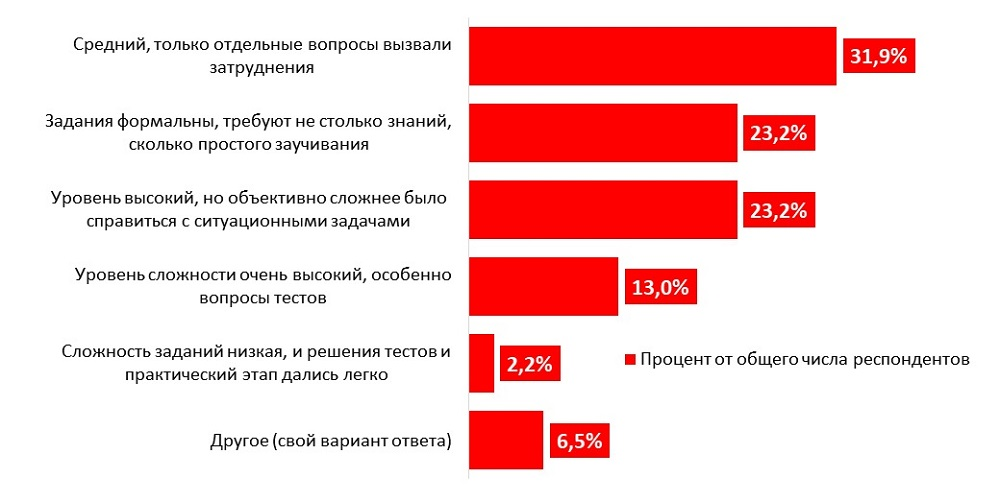 Средний, только отдельные вопросы вызвали
затруднения
31,9%
Задания формальны, требуют не столько знаний,
сколько простого заучивания
23,2%
Уровень высокий, но объективно сложнее было
справиться с ситуационными задачами
23,2%
Уровень сложности очень высокий, особенно
вопросы тестов
13,0%
Сложность заданий низкая, и решения тестов и
практический этап дались легко
2,2%
Процент от общего числа респондентов
Другое (свой вариант ответа)
6,5%